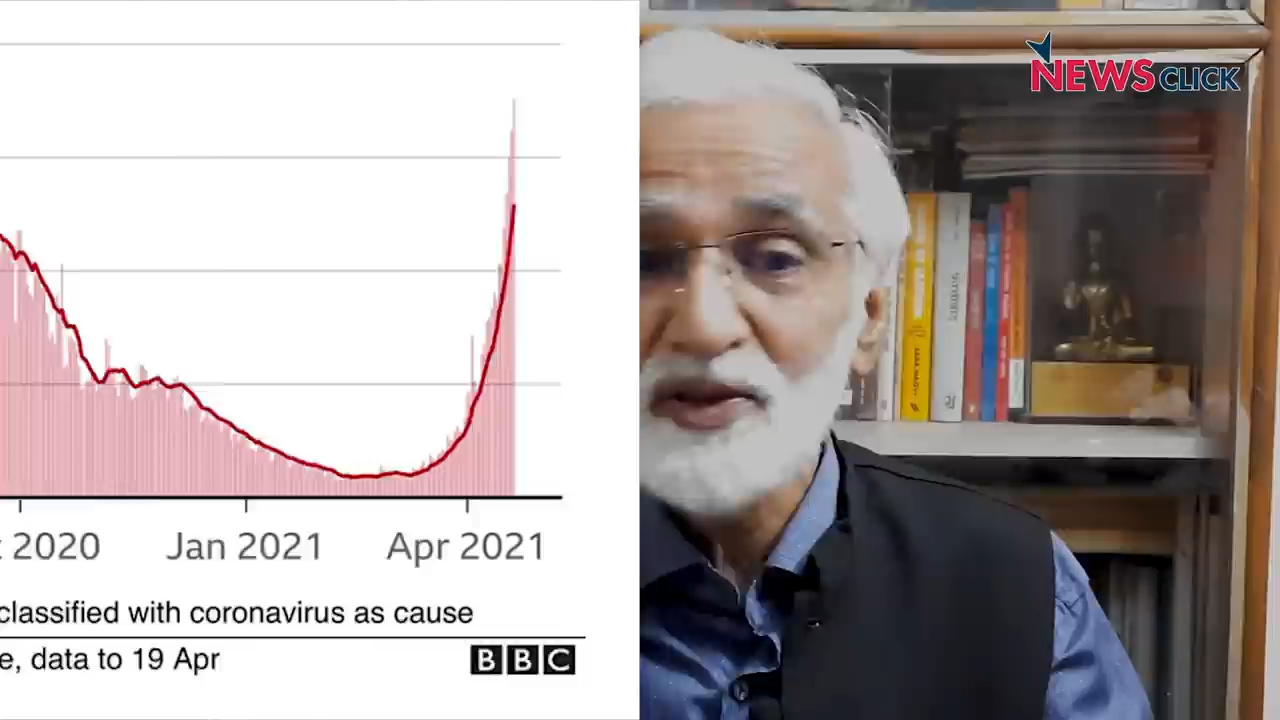 NEWSCLICK
t 2020 Jan 2021 Apr 2021
classified with coronavirus as cause
e, data to 19 Apr
BBC